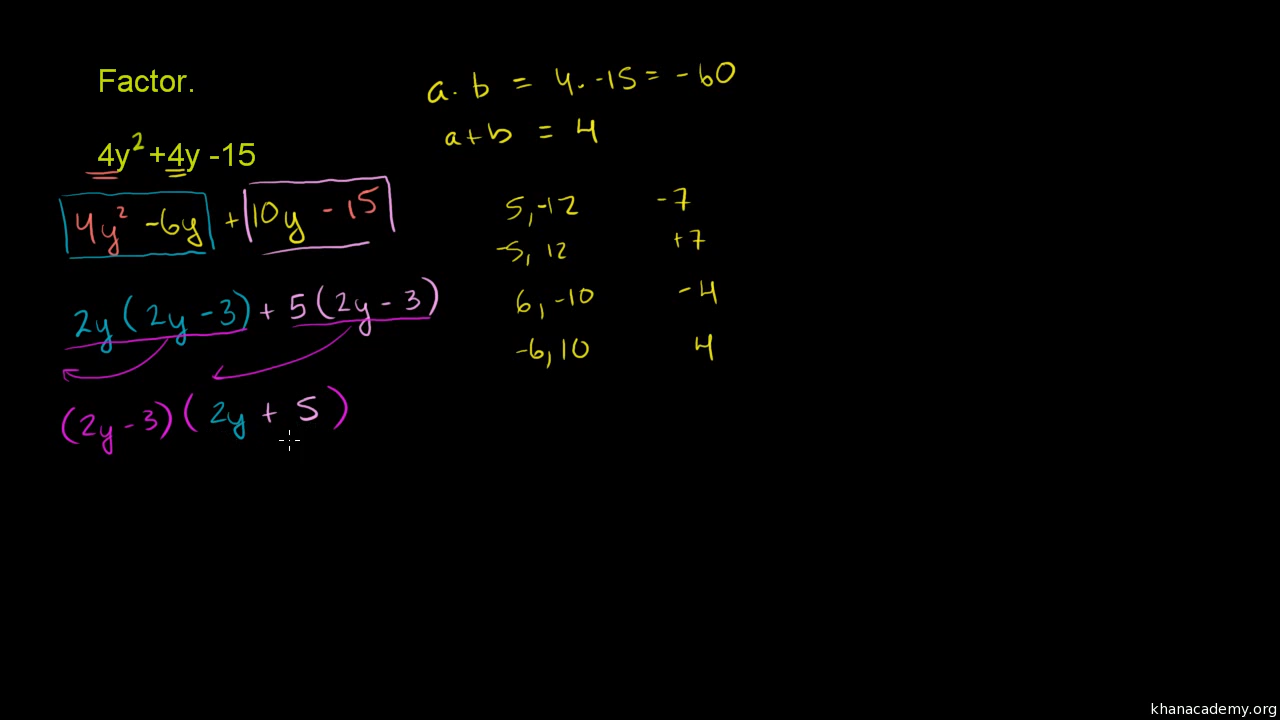 Factor.
4y² +4y -15
4y² -6y + 10y - 15
2y(2y - 3) + 5(2y - 3)
(2y - 3)(2y + 5)
a · b = 4 · -15 = -60
a + b = 4
5, -12 -7
-5, 12 +7
6, -10 -4
-6, 10 4
khanacademy.org